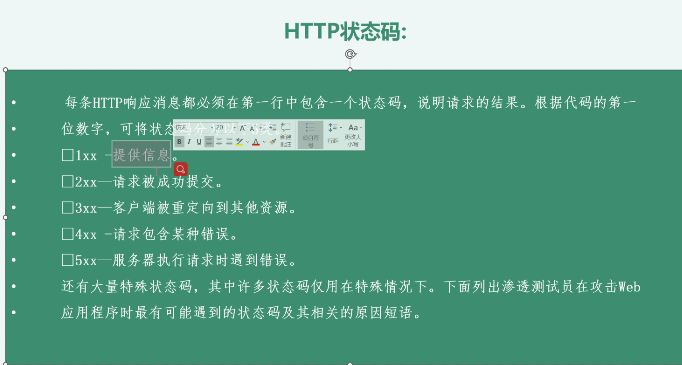 HTTP状态码:
每条HTTP响应消息都必须在第一行中包含一个状态码，说明请求的结果。根据代码的第一
位数字，可将状态码分
□1xx –提供信息。
□2xx—请求被成功提交。
□3xx—客户端被重定向到其他资源。
□4xx –请求包含某种错误。
□5xx—服务器执行请求时遇到错误。
还有大量特殊状态码，其中许多状态码仅用在特殊情况下。下面列出渗透测试员在攻击Web
应用程序时最有可能遇到的状态码及其相关的原因短语。